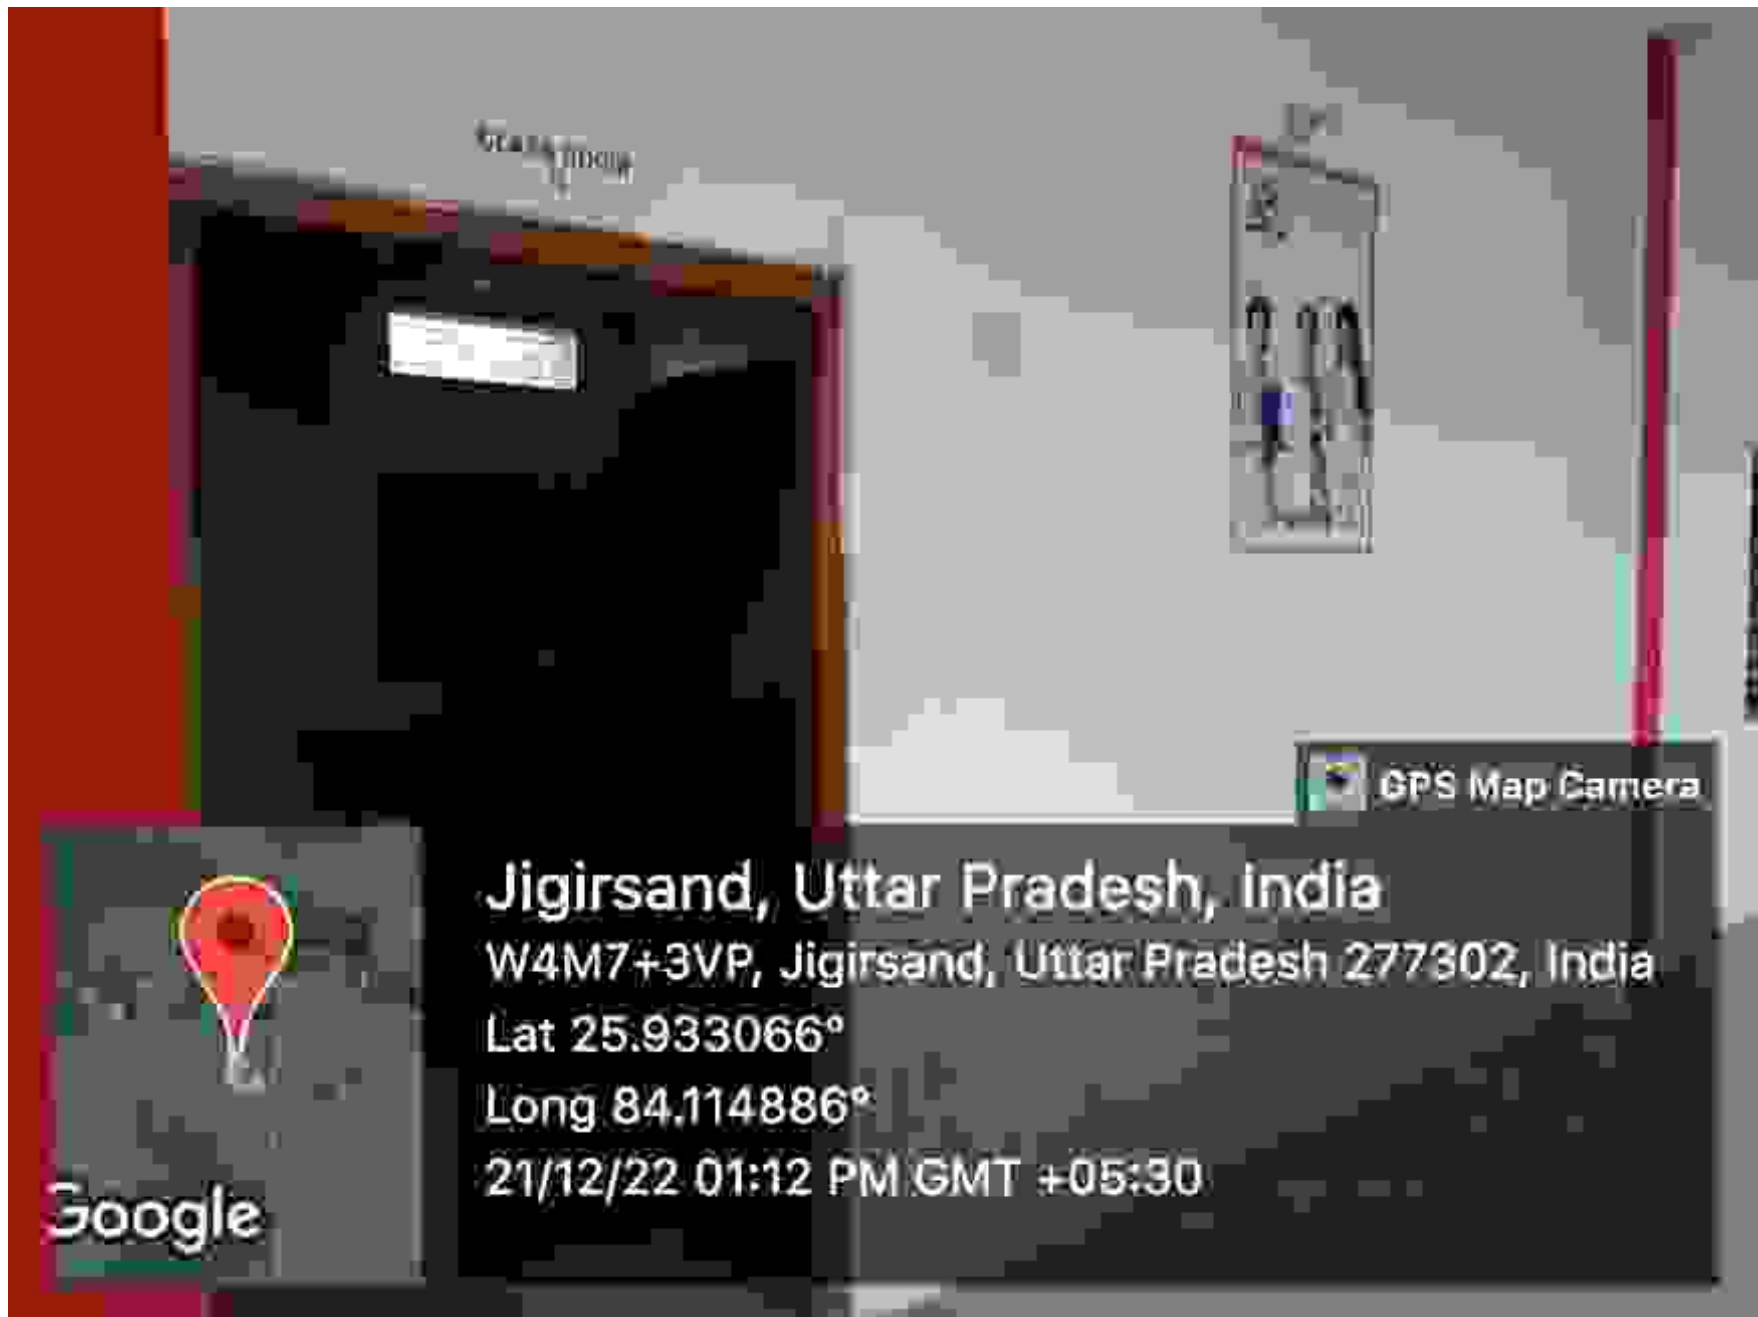 GPS Map Camera
Jigirsand, Uttar Pradesh, India
W4M7+3VP, Jigirsand, Uttar Pradesh 277302, India
Lat 25.933066°
Long 84.114886°
21/12/22 01:12 PM GMT +05:30
Google